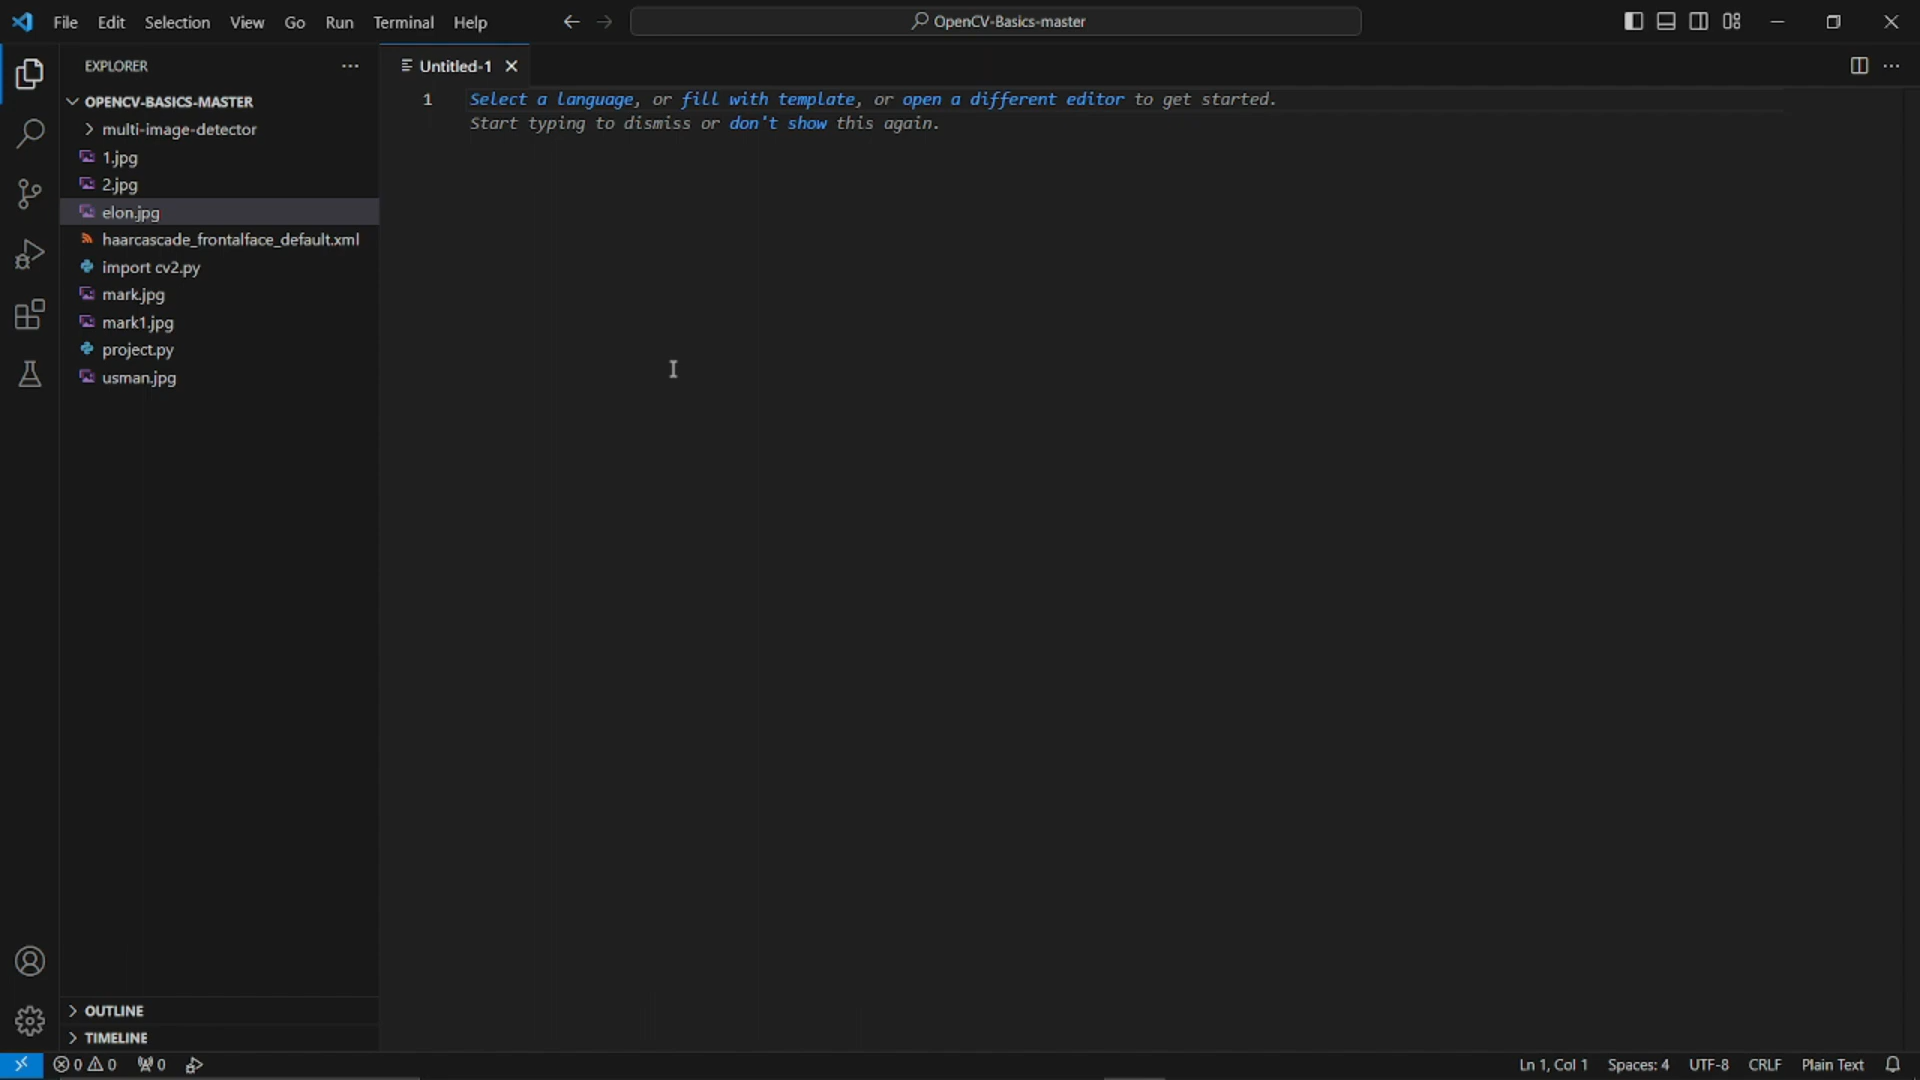 File Edit Selection View Go Run Terminal Help
OpenCV-Basics-master
EXPLORER
OPENCV-BASICS-MASTER
multi-image-detector
1.jpg
2.jpg
elon.jpg
haarcascade_frontalface_default.xml
import cv2.py
mark.jpg
mark1.jpg
project.py
usman.jpg
OUTLINE
TIMELINE
Untitled-1
1 Select a language, or fill with template, or open a different editor to get started.
Start typing to dismiss or don't show this again.
0 0 0 Ln 1, Col 1 Spaces: 4 UTF-8 CRLF Plain Text